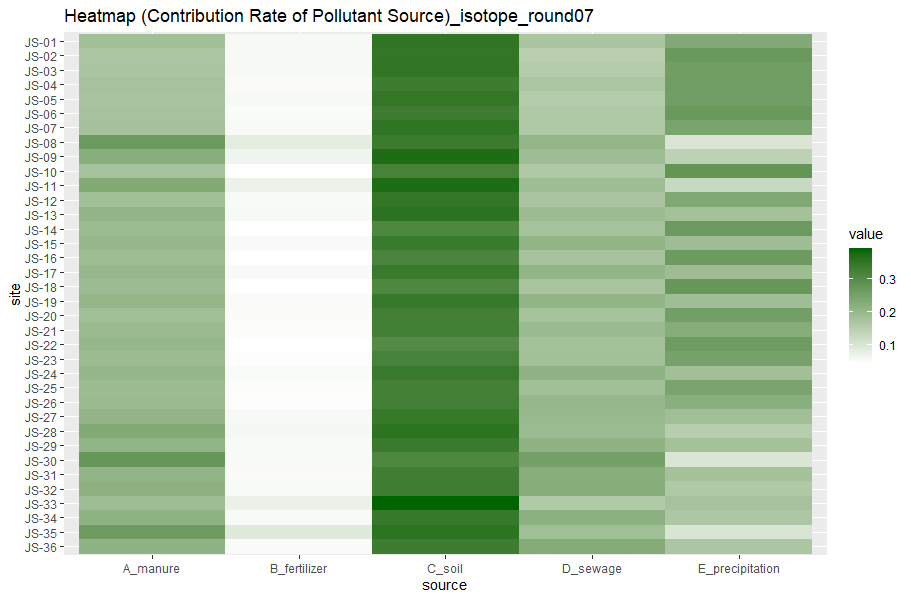 Heatmap (Contribution Rate of Pollutant Source)_isotope_round07
site
JS-01
JS-02
JS-03
JS-04
JS-05
JS-06
JS-07
JS-08
JS-09
JS-10
JS-11
JS-12
JS-13
JS-14
JS-15
JS-16
JS-17
JS-18
JS-19
JS-20
JS-21
JS-22
JS-23
JS-24
JS-25
JS-26
JS-27
JS-28
JS-29
JS-30
JS-31
JS-32
JS-33
JS-34
JS-35
JS-36
A_manure B_fertilizer C_soil D_sewage E_precipitation
source
value
0.3
0.2
0.1